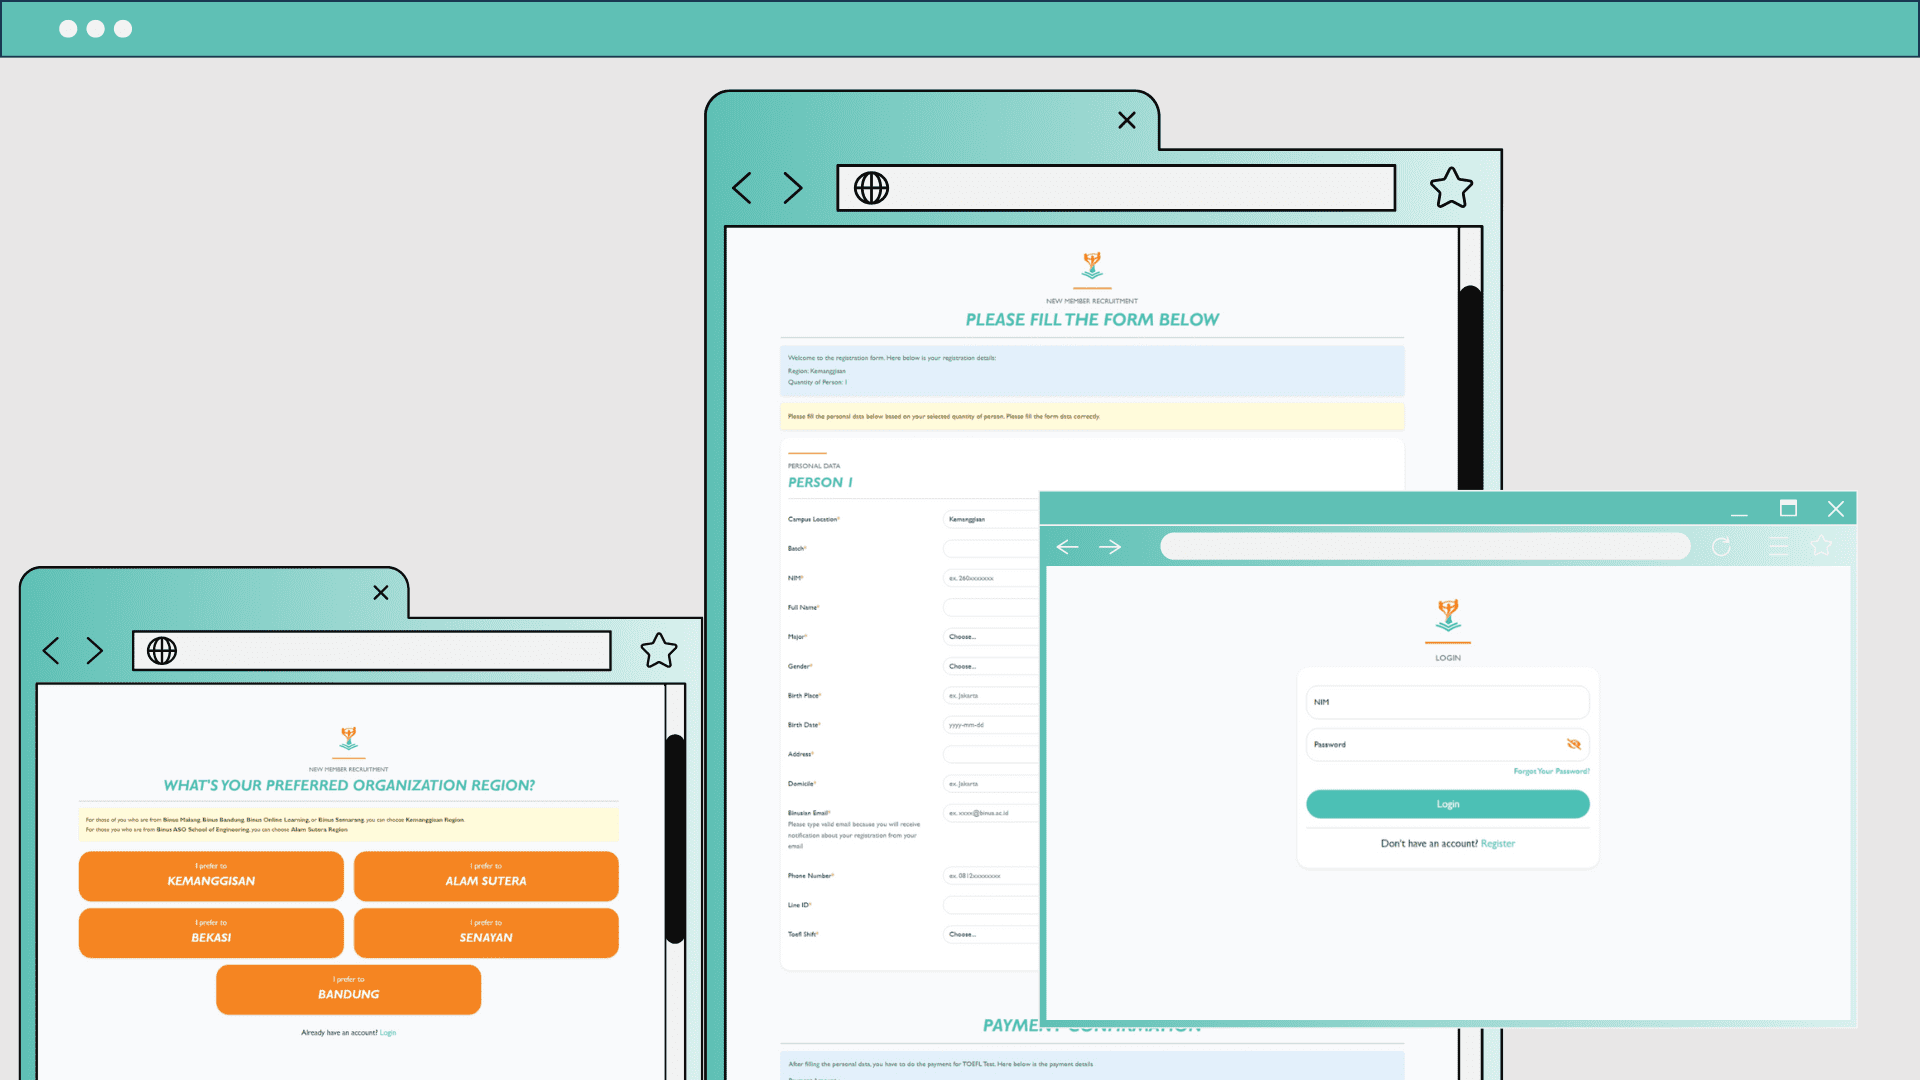 NEW MEMBER RECRUITMENT
PLEASE FILL THE FORM BELOW
Welcome to the registration form. Here below is your registration details:
Region: Kemanggisan
Quantity of Person: 1
Please fill the personal data below based on your selected quantity of person. Please fill the form data correctly.
PERSONAL DATA
PERSON 1
Campus Location* Kemanggisan
Batch*
NIM* ex. 260xxxxxxx
Full Name*
Major* Choose...
Gender* Choose...
Birth Place* ex. Jakarta
Birth Date* yyyy-mm-dd
Address*
Domicile* ex. Jakarta
Binusian Email* ex. xxxx@binus.ac.id
Please type valid email because you will receive
notification about your registration from your
email
Phone Number* ex. 0812xxxxxxxx
Line ID*
Toefl Shift* Choose...
PAYMENT CONFIRMATION
After filling the personal data, you have to do the payment for TOEFL Test. Here below is the payment details
NEW MEMBER RECRUITMENT
WHAT'S YOUR PREFERRED ORGANIZATION REGION?
For those of you who are from Binus Malang, Binus Bandung, Binus Online Learning, or Binus Semarang, you can choose Kemanggisan Region.
For those you who are from Binus ASO School of Engineering, you can choose Alam Sutera Region
I prefer to
KEMANGGISAN
I prefer to
ALAM SUTERA
I prefer to
BEKASI
I prefer to
SENAYAN
I prefer to
BANDUNG
Already have an account? Login
LOGIN
NIM
Password
Forgot Your Password?
Login
Don't have an account? Register